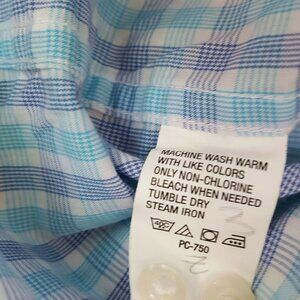 MACHINE WASH WARM
WITH LIKE COLORS
ONLY NON-CHLORINE
BLEACH WHEN NEEDED
TUMBLE DRY
STEAM IRON
PC-750